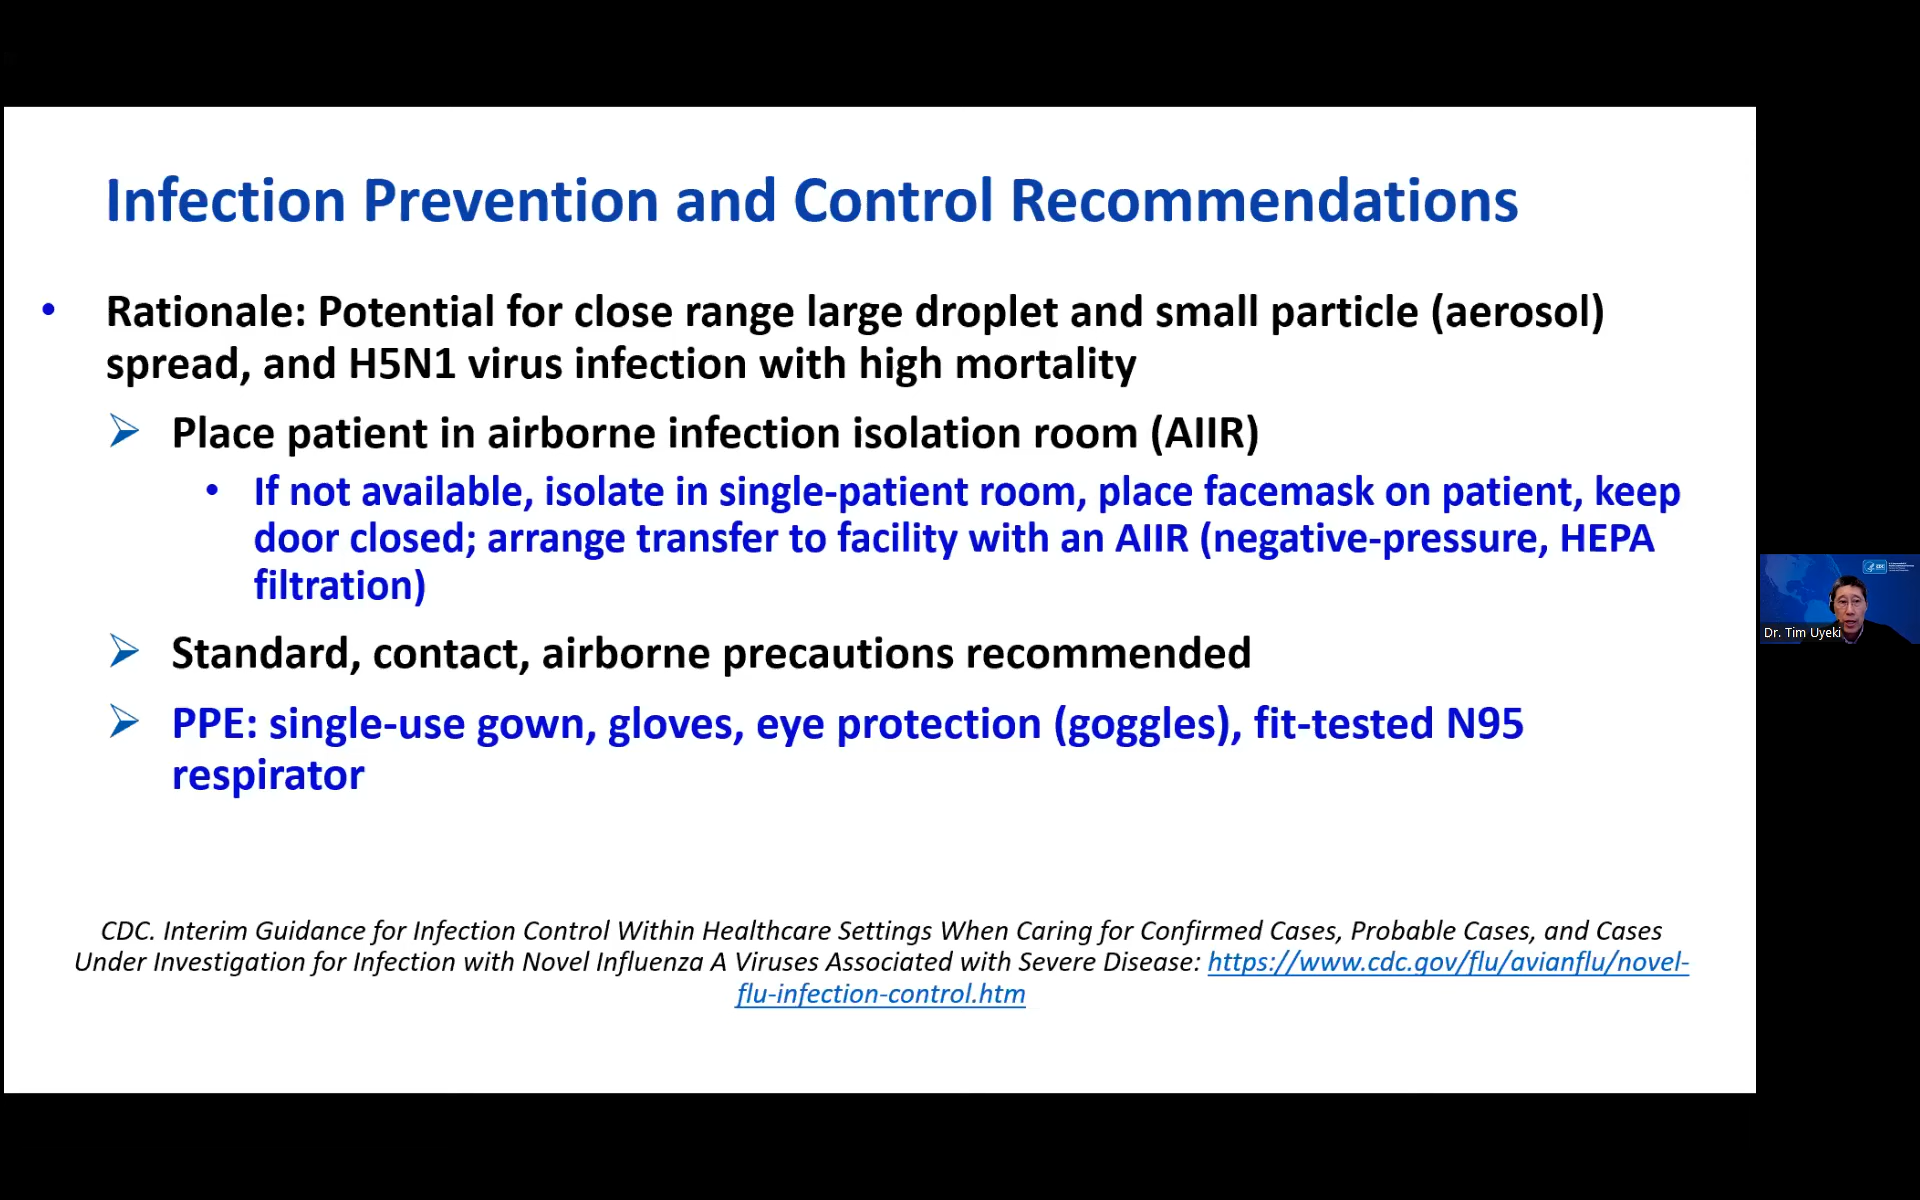 Infection Prevention and Control Recommendations
• Rationale: Potential for close range large droplet and small particle (aerosol)
spread, and H5N1 virus infection with high mortality
➢ Place patient in airborne infection isolation room (AIIR)
• If not available, isolate in single-patient room, place facemask on patient, keep
door closed; arrange transfer to facility with an AIIR (negative-pressure, HEPA
filtration)
➢ Standard, contact, airborne precautions recommended
➢ PPE: single-use gown, gloves, eye protection (goggles), fit-tested N95
respirator
CDC. Interim Guidance for Infection Control Within Healthcare Settings When Caring for Confirmed Cases, Probable Cases, and Cases
Under Investigation for Infection with Novel Influenza A Viruses Associated with Severe Disease: https://www.cdc.gov/flu/avianflu/novel-
flu-infection-control.htm
CDC
Dr. Tim Uyeki